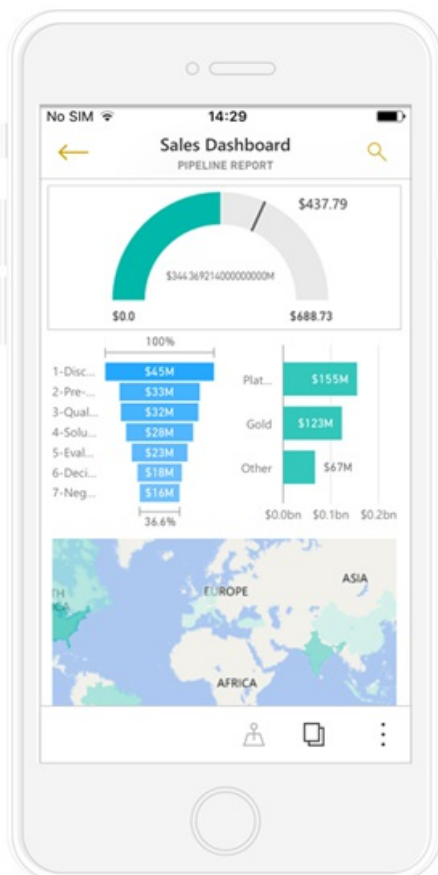 No SIM 14:29
Sales Dashboard
PIPELINE REPORT
$437.79
$344.369214000000000M
$0.0 $688.73
100%
1-Disc... $45M
2-Pre-... $33M
3-Qual... $32M
4-Solu... $28M
5-Eval... $23M
6-Deci... $18M
7-Neg... $16M
36.6%
Plat... $155M
Gold $123M
Other $67M
$0.0bn $0.1bn $0.2bn
EUROPE
ASIA
AFRICA